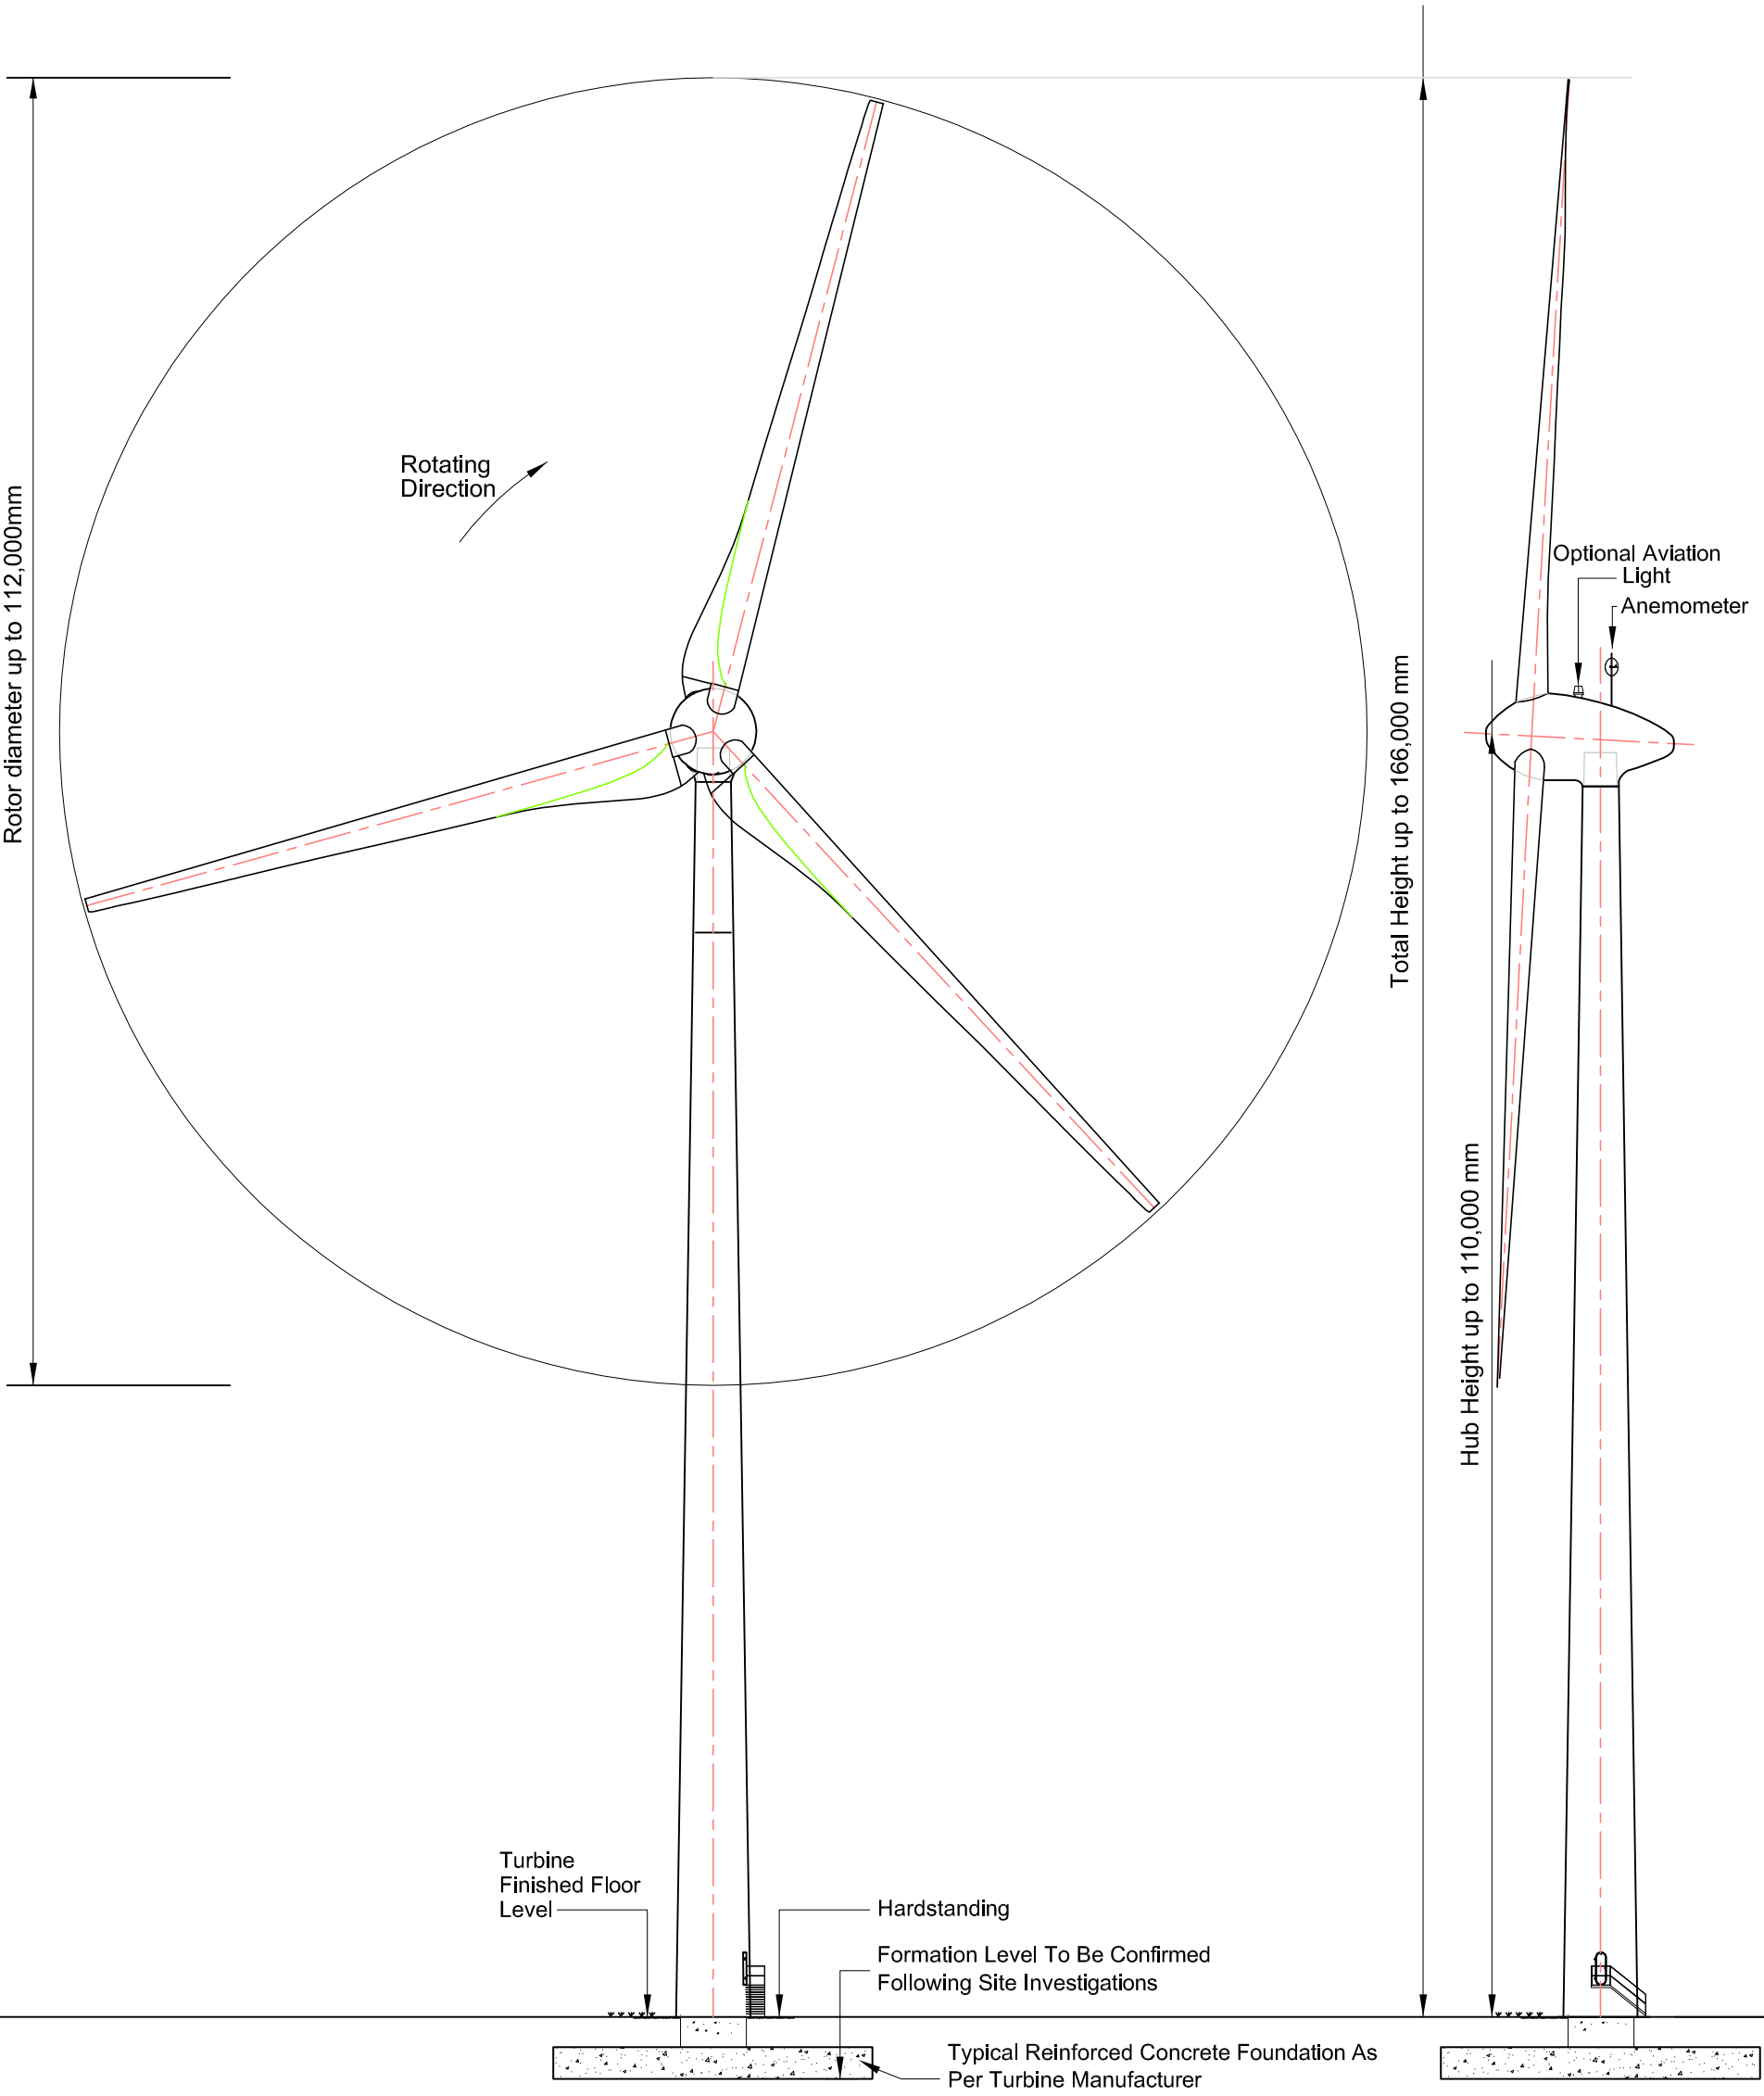 Rotor diameter up to 112,000mm
Rotating
Direction
Total Height up to 166,000 mm
Hub Height up to 110,000 mm
Optional Aviation
Light
Anemometer
Turbine
Finished Floor
Level
Hardstanding
Formation Level To Be Confirmed
Following Site Investigations
Typical Reinforced Concrete Foundation As
Per Turbine Manufacturer